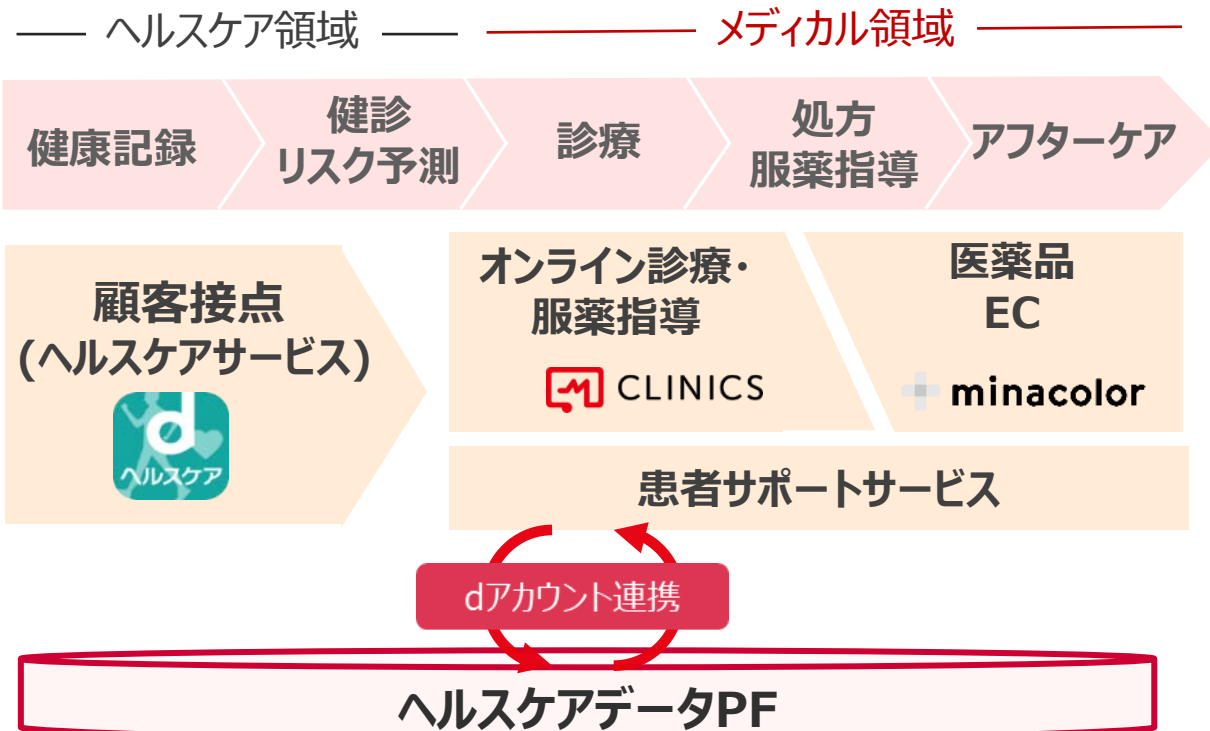 ヘルスケア領域
メディカル領域
健康記録
健診
リスク予測
診療
処方
服薬指導
アフターケア
顧客接点
(ヘルスケアサービス)
d
ヘルスケア
オンライン診療・
服薬指導
CLINICS
医薬品
EC
minacolor
患者サポートサービス
dアカウント連携
ヘルスケアデータPF